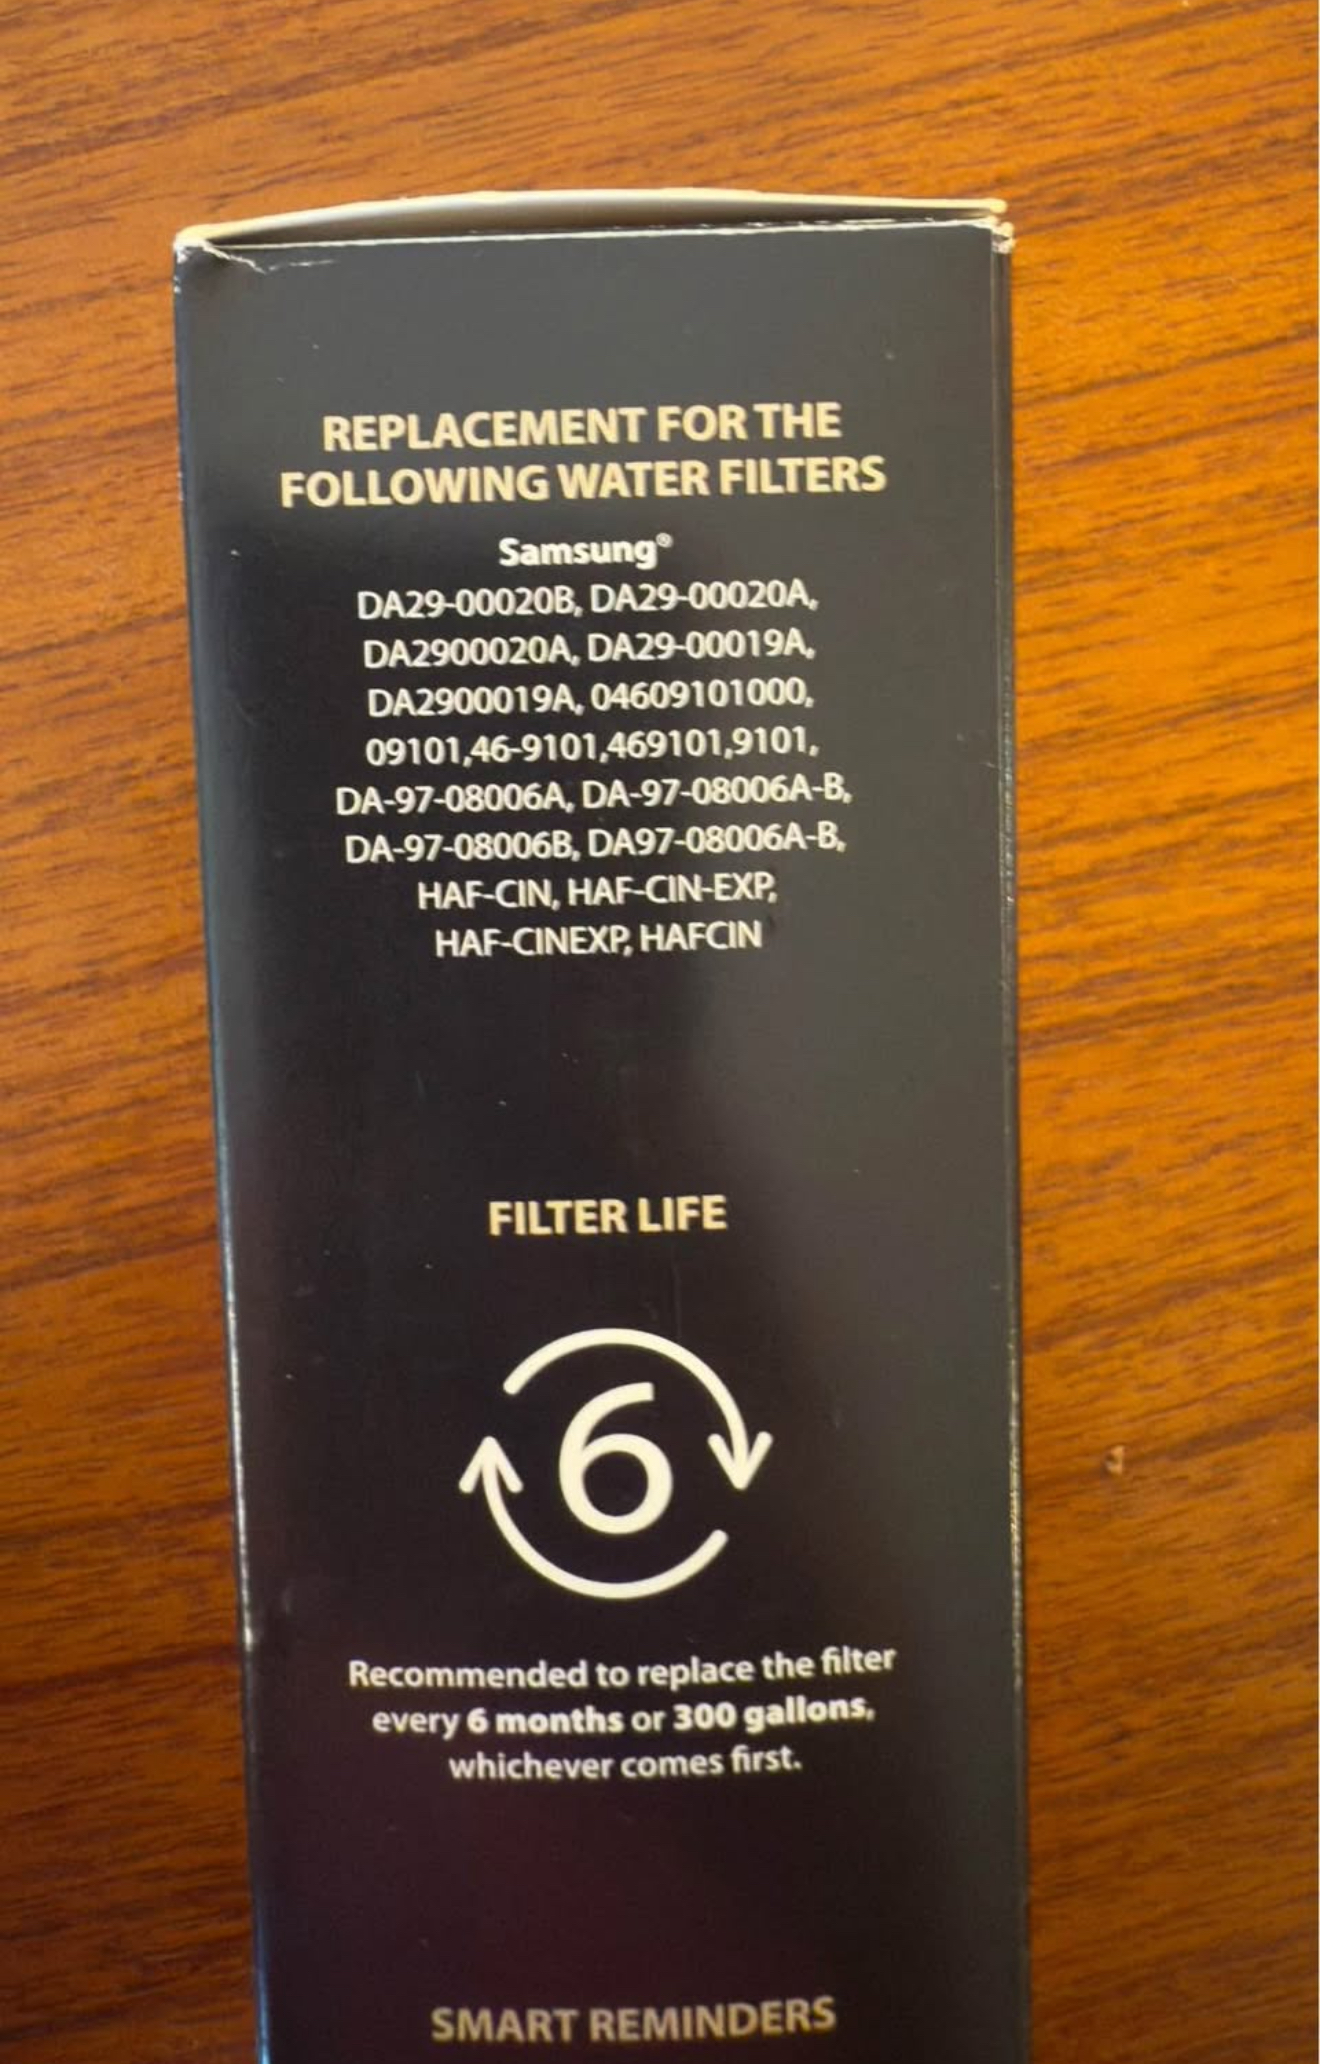 REPLACEMENT FOR THE
FOLLOWING WATER FILTERS
Samsung®
DA29-00020B, DA29-00020A,
DA2900020A, DA29-00019A,
DA2900019A, 04609101000,
09101,46-9101,469101,9101,
DA-97-08006A, DA-97-08006A-B,
DA-97-08006B, DA97-08006A-B,
HAF-CIN, HAF-CIN-EXP,
HAF-CINEXP, HAFCIN
FILTER LIFE
6
Recommended to replace the filter
every 6 months or 300 gallons,
whichever comes first.
SMART REMINDERS